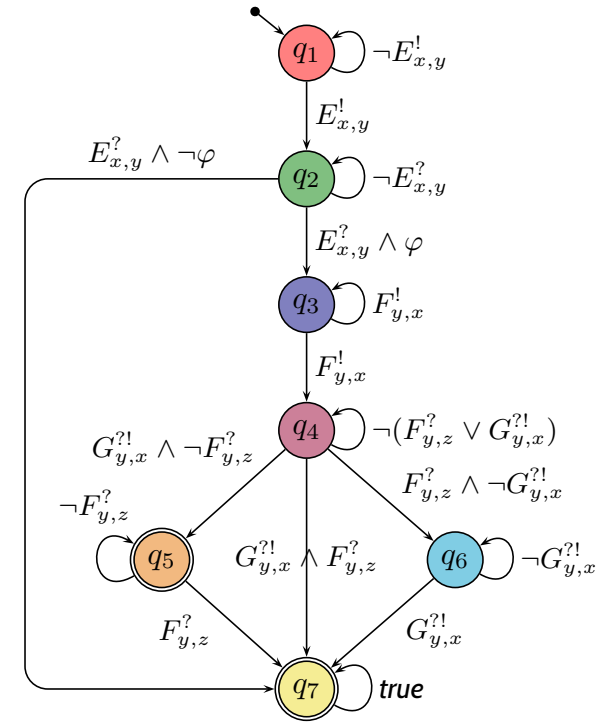 q₁ ¬E!x,y
E!x,y
E?x,y ∧ ¬φ
q₂ ¬E?x,y
E?x,y ∧ φ
q₃ F!y,x
F!y,x
q₄ ¬(F?y,z ∨ G?!y,x)
G?!y,x ∧ ¬F?y,z
F?y,z ∧ ¬G?!y,x
¬F?y,z
q₅ G?!y,x ∧ F?y,z q₆ ¬G?!y,x
F?y,z G?!y,x
q₇ true